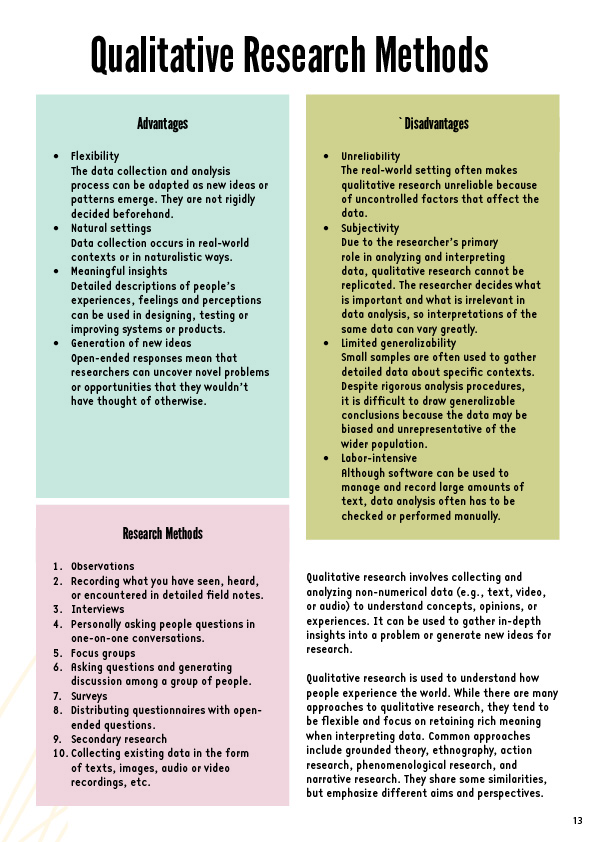 Qualitative Research Methods
Advantages
• Flexibility
The data collection and analysis
process can be adapted as new ideas or
patterns emerge. They are not rigidly
decided beforehand.
• Natural settings
Data collection occurs in real-world
contexts or in naturalistic ways.
• Meaningful insights
Detailed descriptions of people's
experiences, feelings and perceptions
can be used in designing, testing or
improving systems or products.
• Generation of new ideas
Open-ended responses mean that
researchers can uncover novel problems
or opportunities that they wouldn't
have thought of otherwise.
Research Methods
1. Observations
2. Recording what you have seen, heard,
or encountered in detailed field notes.
3. Interviews
4. Personally asking people questions in
one-on-one conversations.
5. Focus groups
6. Asking questions and generating
discussion among a group of people.
7. Surveys
8. Distributing questionnaires with open-
ended questions.
9. Secondary research
10. Collecting existing data in the form
of texts, images, audio or video
recordings, etc.
` Disadvantages
• Unreliability
The real-world setting often makes
qualitative research unreliable because
of uncontrolled factors that affect the
data.
• Subjectivity
Due to the researcher's primary
role in analyzing and interpreting
data, qualitative research cannot be
replicated. The researcher decides what
is important and what is irrelevant in
data analysis, so interpretations of the
same data can vary greatly.
• Limited generalizability
Small samples are often used to gather
detailed data about specific contexts.
Despite rigorous analysis procedures,
it is difficult to draw generalizable
conclusions because the data may be
biased and unrepresentative of the
wider population.
• Labor-intensive
Although software can be used to
manage and record large amounts of
text, data analysis often has to be
checked or performed manually.
Qualitative research involves collecting and
analyzing non-numerical data (e.g., text, video,
or audio) to understand concepts, opinions, or
experiences. It can be used to gather in-depth
insights into a problem or generate new ideas for
research.
Qualitative research is used to understand how
people experience the world. While there are many
approaches to qualitative research, they tend to
be flexible and focus on retaining rich meaning
when interpreting data. Common approaches
include grounded theory, ethnography, action
research, phenomenological research, and
narrative research. They share some similarities,
but emphasize different aims and perspectives.
13